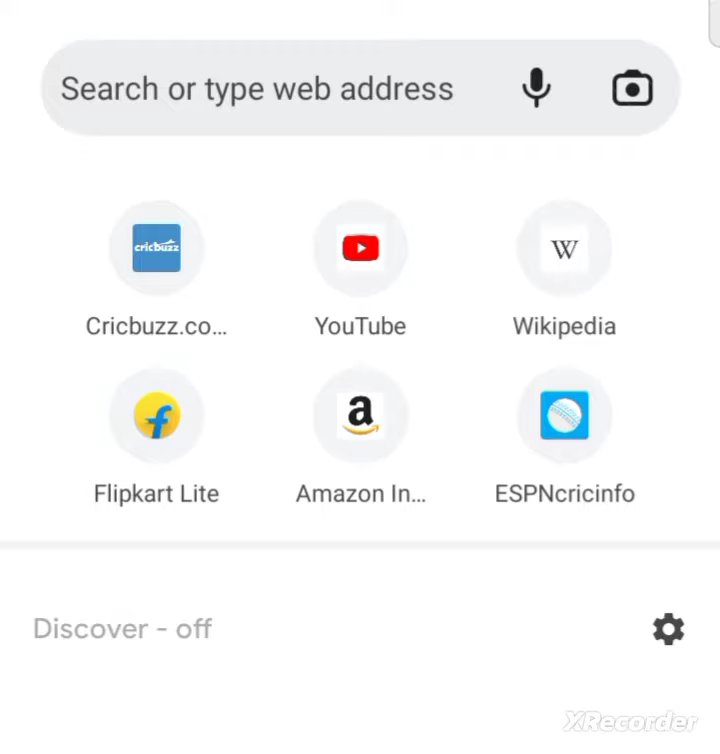 Search or type web address
cricbuzz
W
Cricbuzz.co...
YouTube
Wikipedia
f
a
Flipkart Lite
Amazon In...
ESPNcricinfo
Discover - off
XRecorder